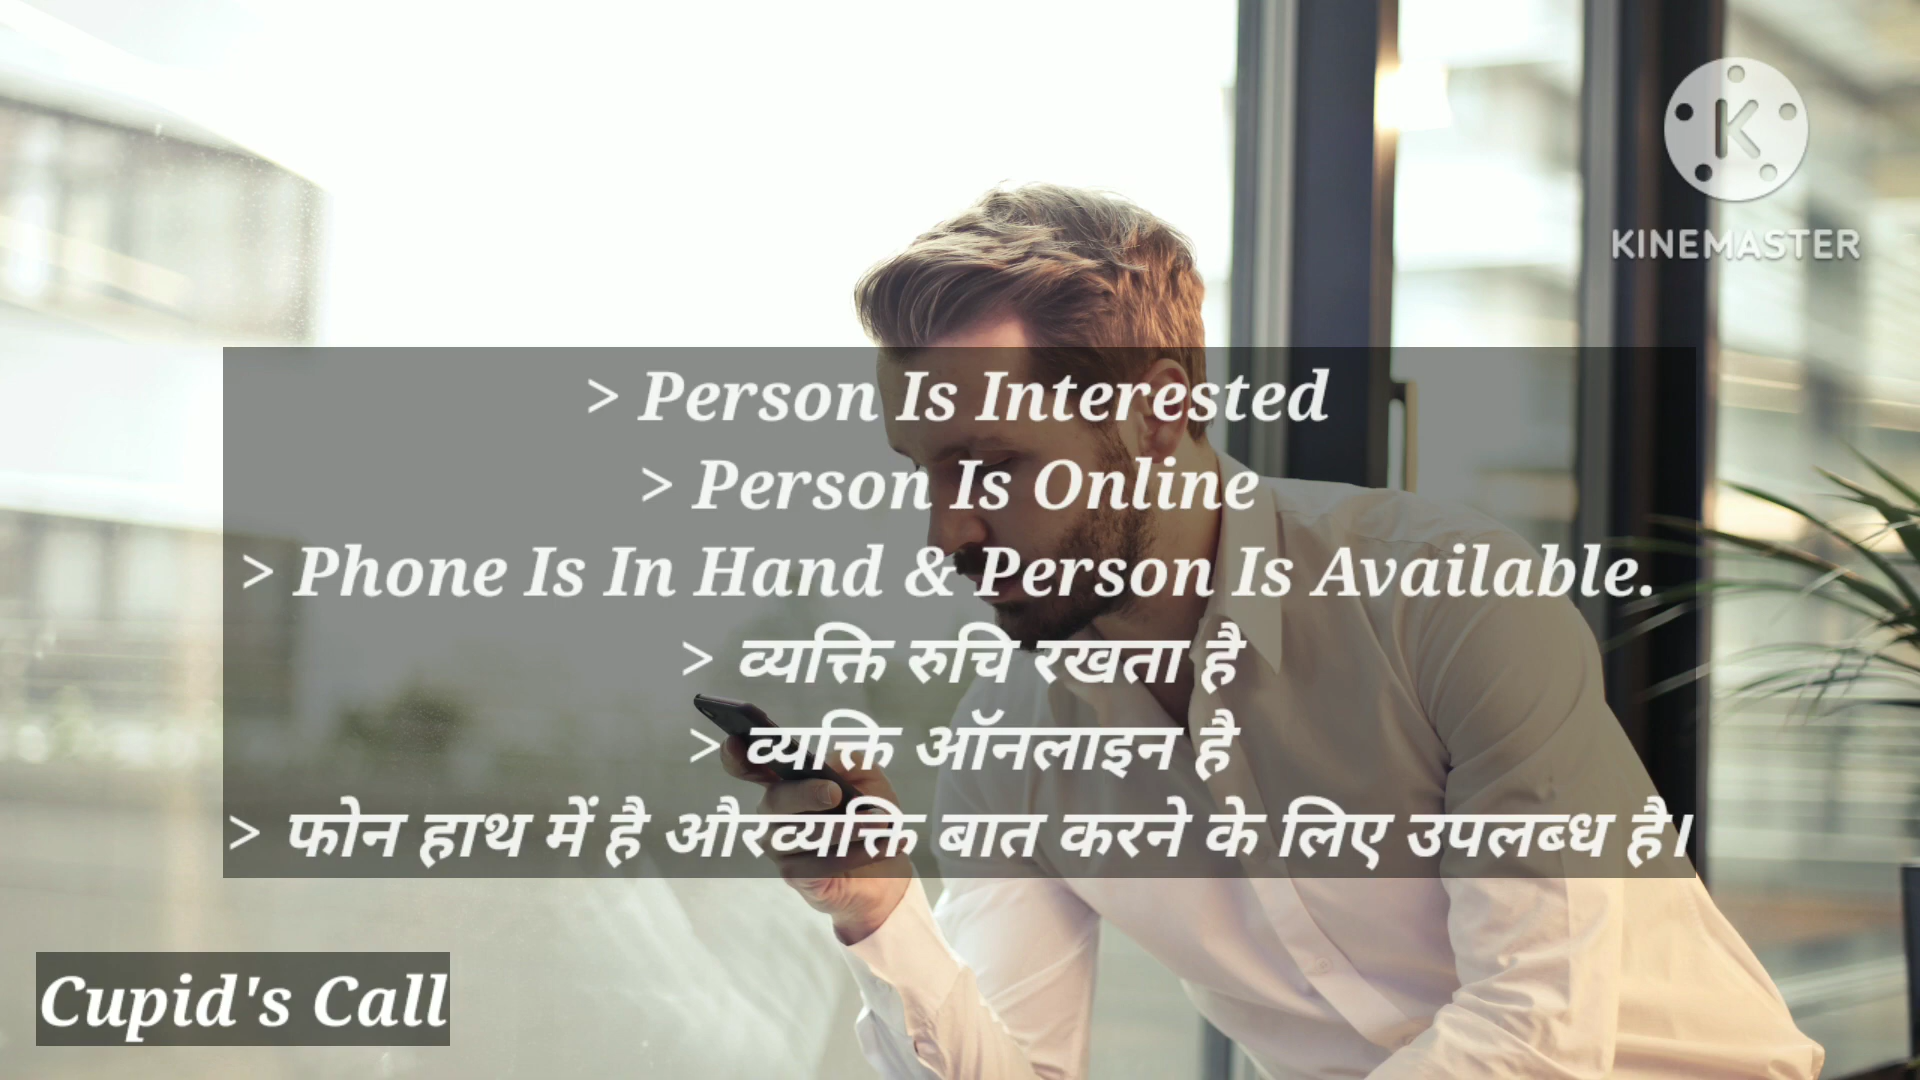 KINEMASTER
> Person Is Interested
> Person Is Online
> Phone Is In Hand & Person Is Available.
> व्यक्ति रुचि रखता है
> व्यक्ति ऑनलाइन है
> फोन हाथ में है औरव्यक्ति बात करने के लिए उपलब्ध है।
Cupid's Call